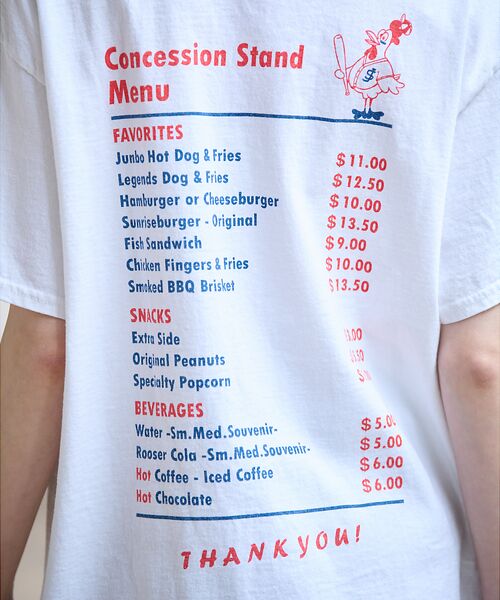 Concession Stand
Menu
FAVORITES
Junbo Hot Dog & Fries $11.00
Legends Dog & Fries $12.50
Hamburger or Cheeseburger $10.00
Sunriseburger - Original $13.50
Fish Sandwich $9.00
Chicken Fingers & Fries $10.00
Smoked BBQ Brisket $13.50
SNACKS
Extra Side
Original Peanuts
Specialty Popcorn
BEVERAGES
Water -Sm.Med.Souvenir- $5.00
Rooser Cola -Sm.Med.Souvenir- $5.00
Hot Coffee - Iced Coffee $6.00
Hot Chocolate $6.00
THANK YOU!